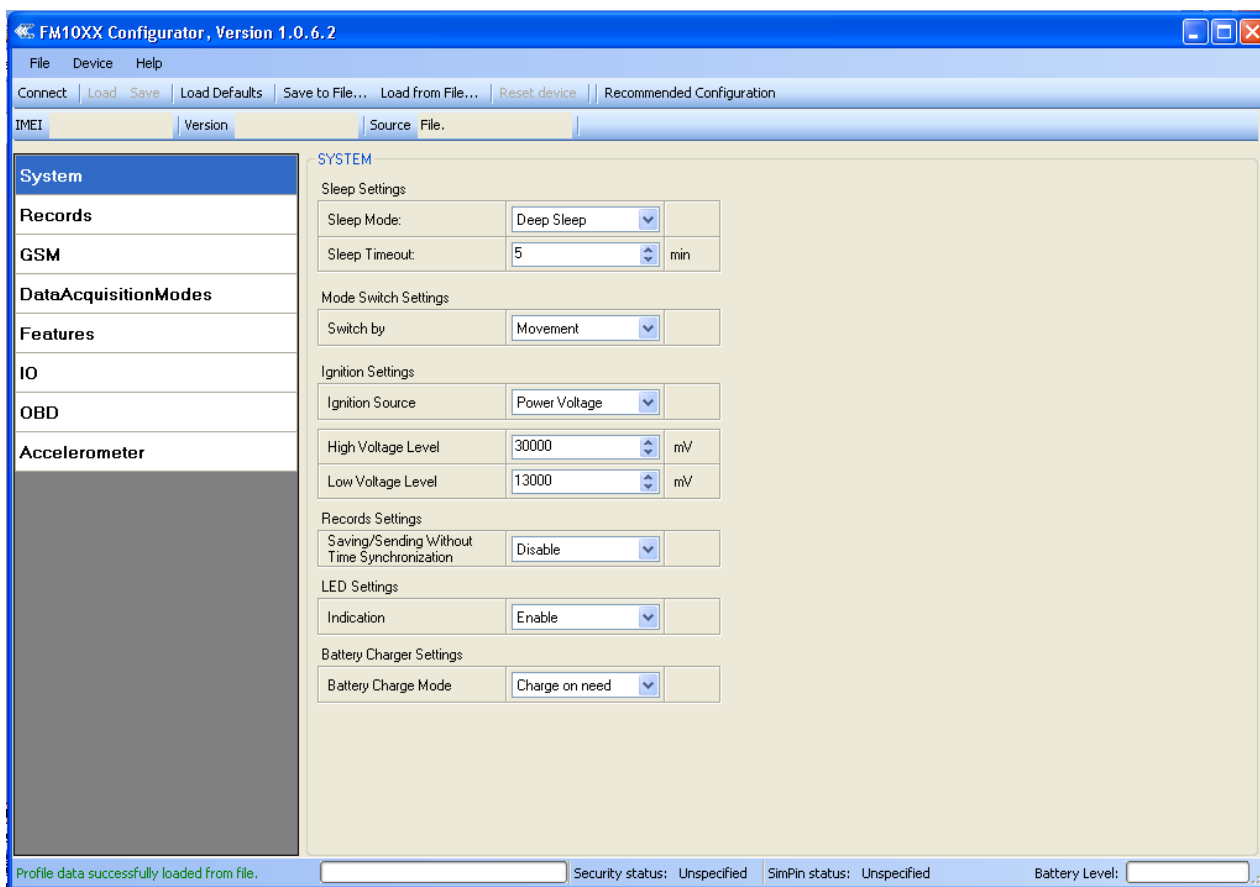 FM10XX Configurator, Version 1.0.6.2
File Device Help
Connect Load Save Load Defaults Save to File... Load from File... Reset device Recommended Configuration
IMEI Version Source File.
System
Records
GSM
DataAcquisitionModes
Features
IO
OBD
Accelerometer
SYSTEM
Sleep Settings
Sleep Mode: Deep Sleep
Sleep Timeout: 5 min
Mode Switch Settings
Switch by Movement
Ignition Settings
Ignition Source Power Voltage
High Voltage Level 30000 mV
Low Voltage Level 13000 mV
Records Settings
Saving/Sending Without
Time Synchronization Disable
LED Settings
Indication Enable
Battery Charger Settings
Battery Charge Mode Charge on need
Profile data successfully loaded from file. Security status: Unspecified SimPin status: Unspecified Battery Level: